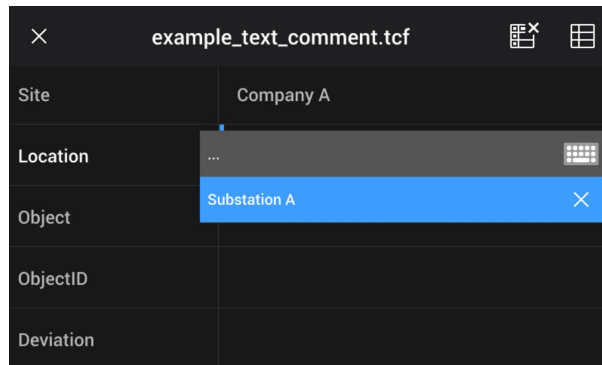 example_text_comment.tcf
Site
Company A
Location
...
Substation A
Object
ObjectID
Deviation